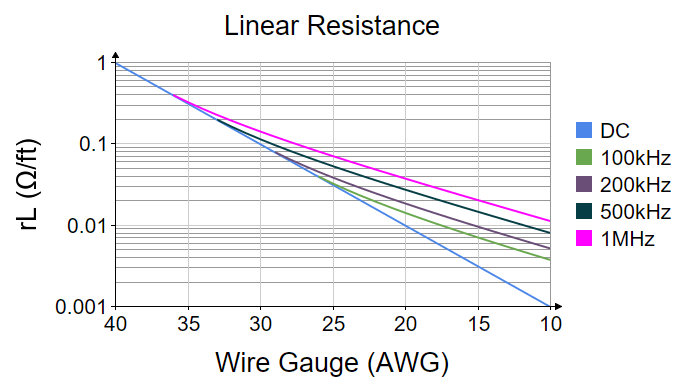 Linear Resistance
1
0.1
0.01
0.001
rL (Ω/ft)
40 35 30 25 20 15 10
Wire Gauge (AWG)
DC
100kHz
200kHz
500kHz
1MHz